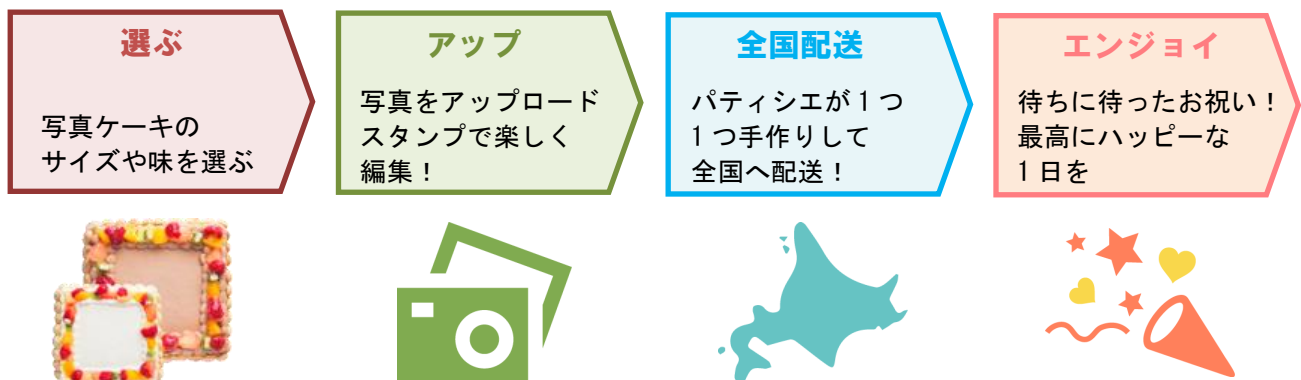 選ぶ
写真ケーキの
サイズや味を選ぶ
アップ
写真をアップロード
スタンプで楽しく
編集！
全国配送
パティシエが１つ
１つ手作りして
全国へ配送！
エンジョイ
待ちに待ったお祝い！
最高にハッピーな
１日を